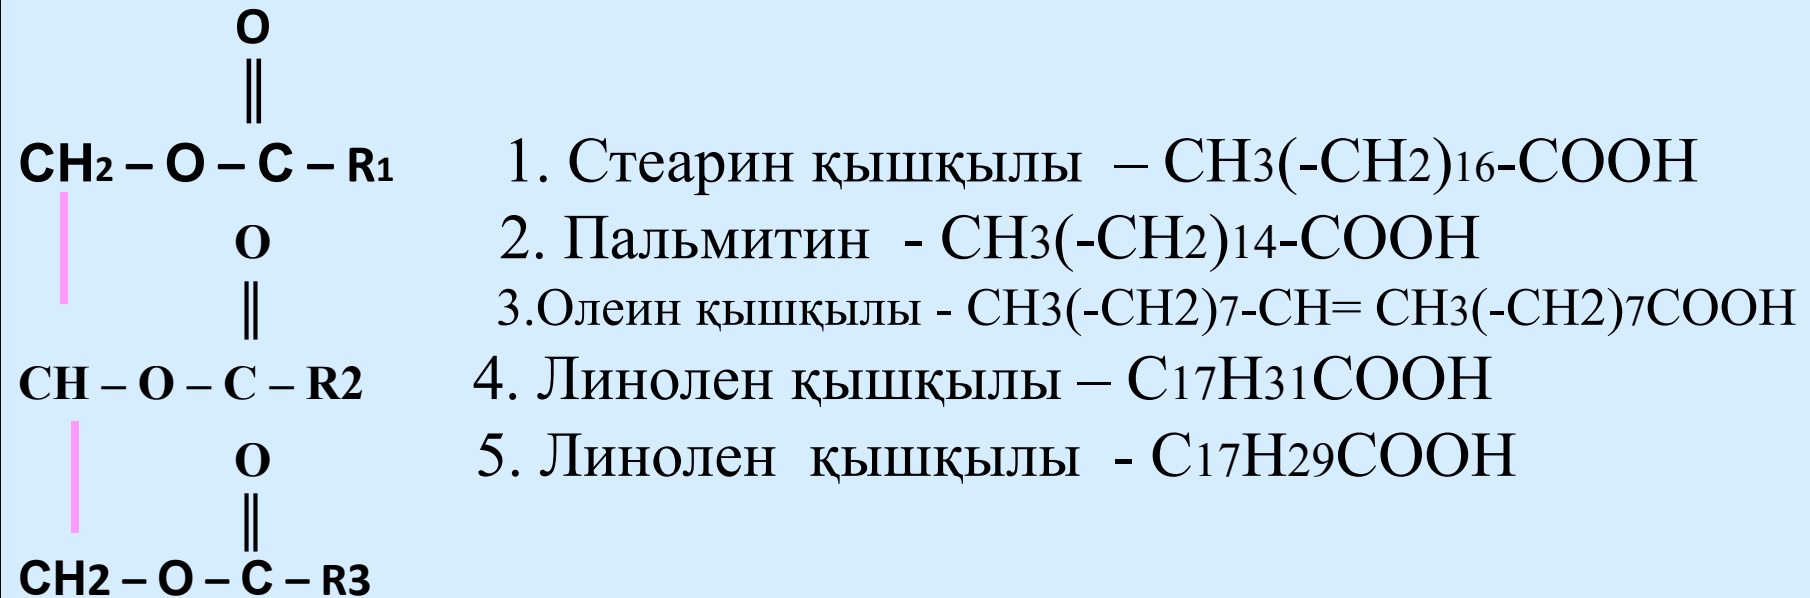 O
||
CH2 – O – C – R1
O
||
CH – O – C – R2
O
||
CH2 – O – C – R3
1. Стеарин қышқылы – CH3(-CH2)16-COOH
2. Пальмитин - CH3(-CH2)14-COOH
3.Олеин қышқылы - CH3(-CH2)7-CH= CH3(-CH2)7COOH
4. Линолен қышқылы – C17H31COOH
5. Линолен қышқылы - C17H29COOH